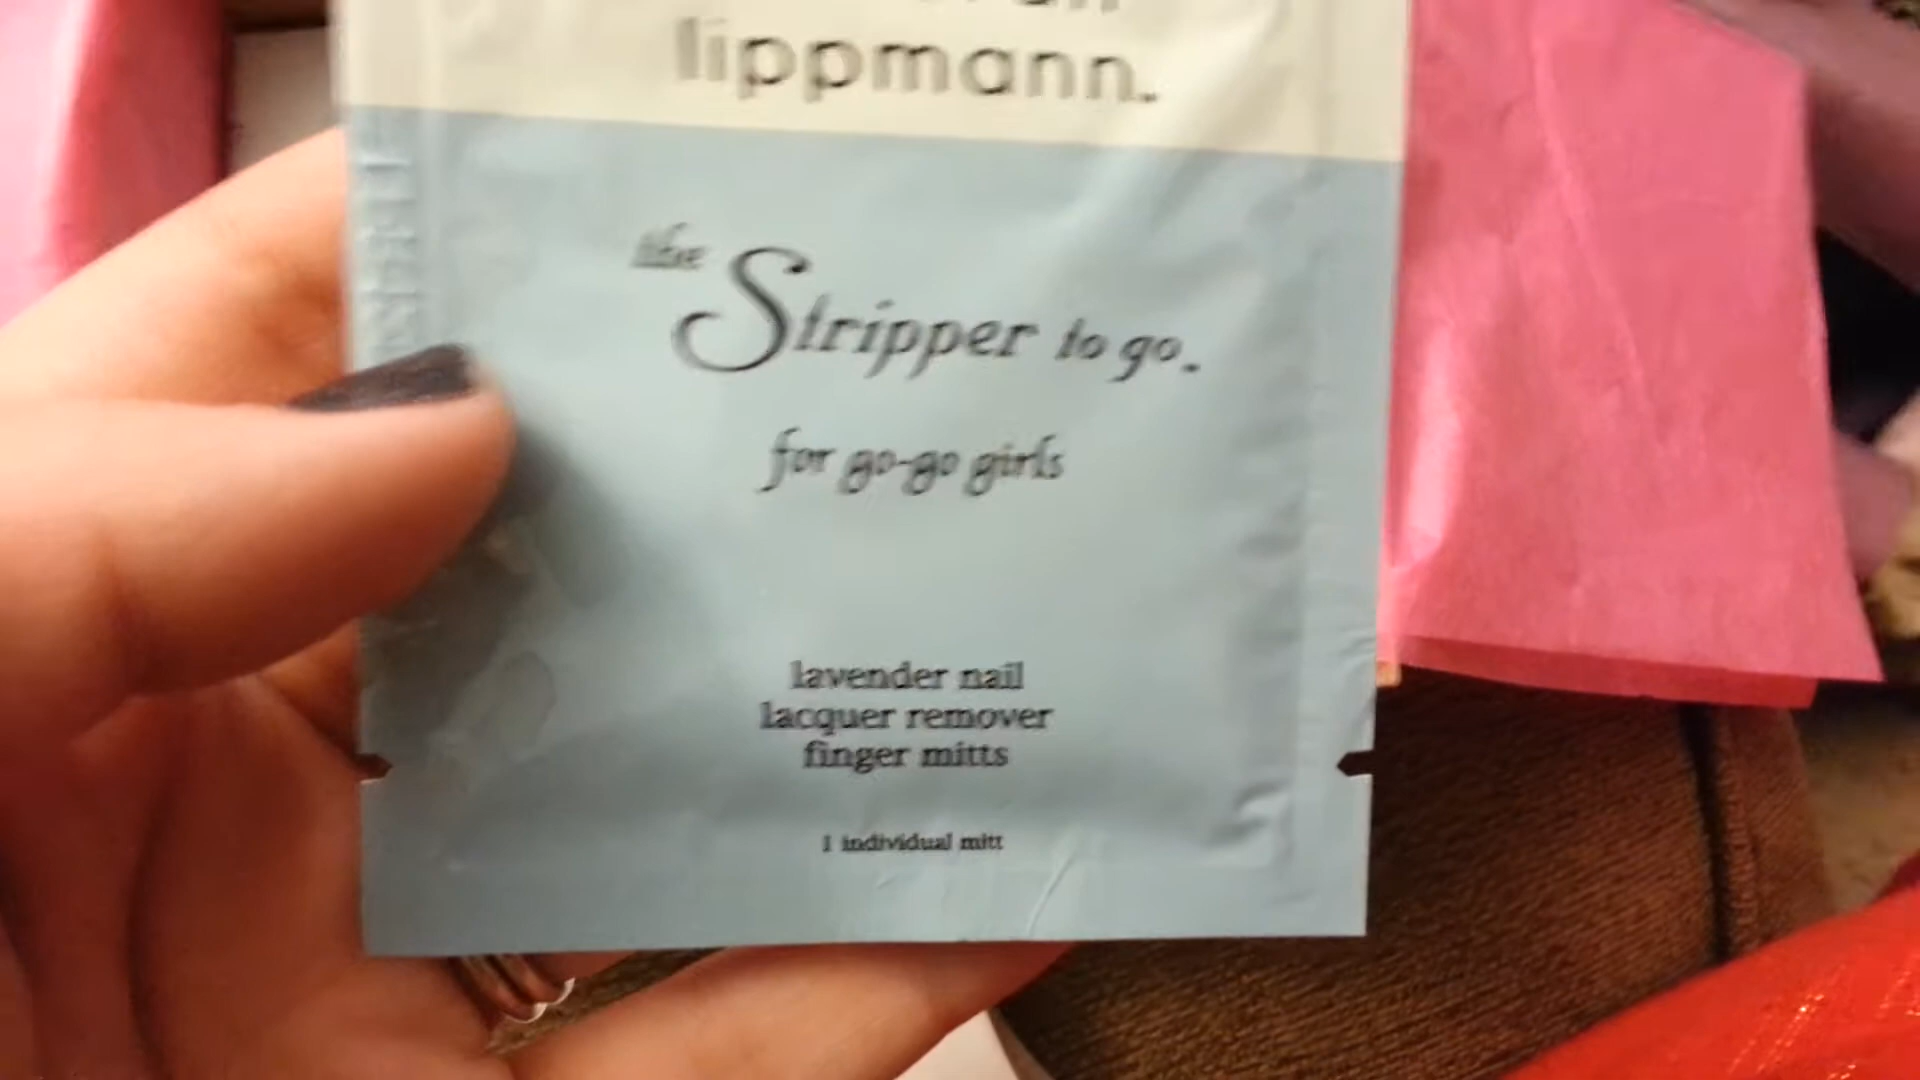 lippmann.
the Stripper to go.
for go-go girls
lavender nail
lacquer remover
finger mitts
1 individual mitt